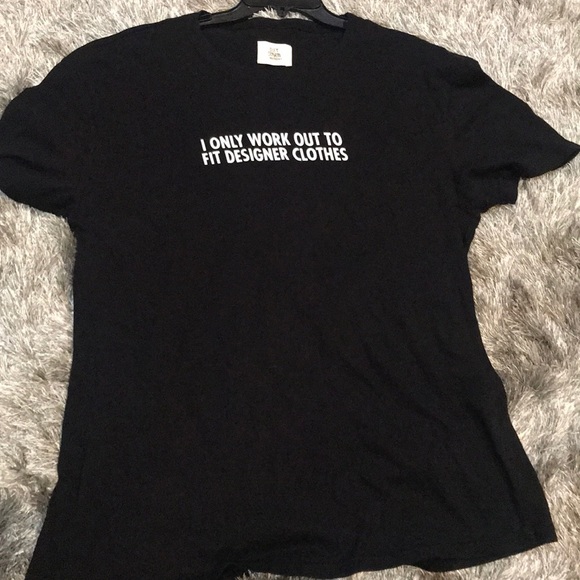 I ONLY WORK OUT TO
FIT DESIGNER CLOTHES